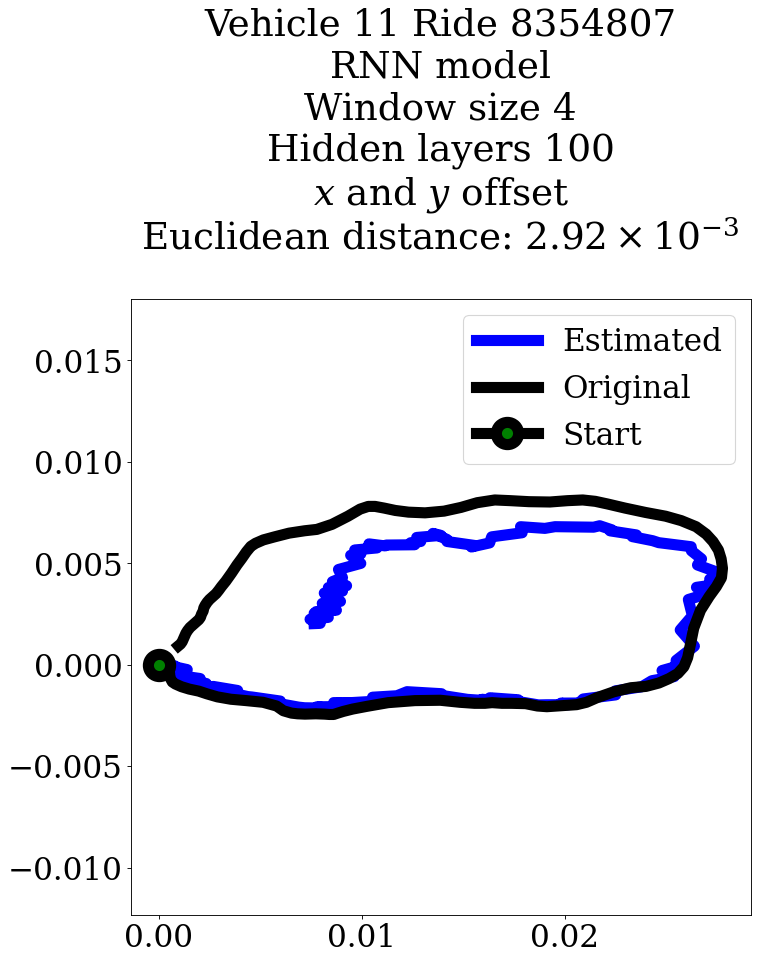 Vehicle 11 Ride 8354807
RNN model
Window size 4
Hidden layers 100
x and y offset
Euclidean distance: 2.92 × 10⁻³
Estimated
Original
Start
0.015
0.010
0.005
0.000
−0.005
−0.010
0.00 0.01 0.02